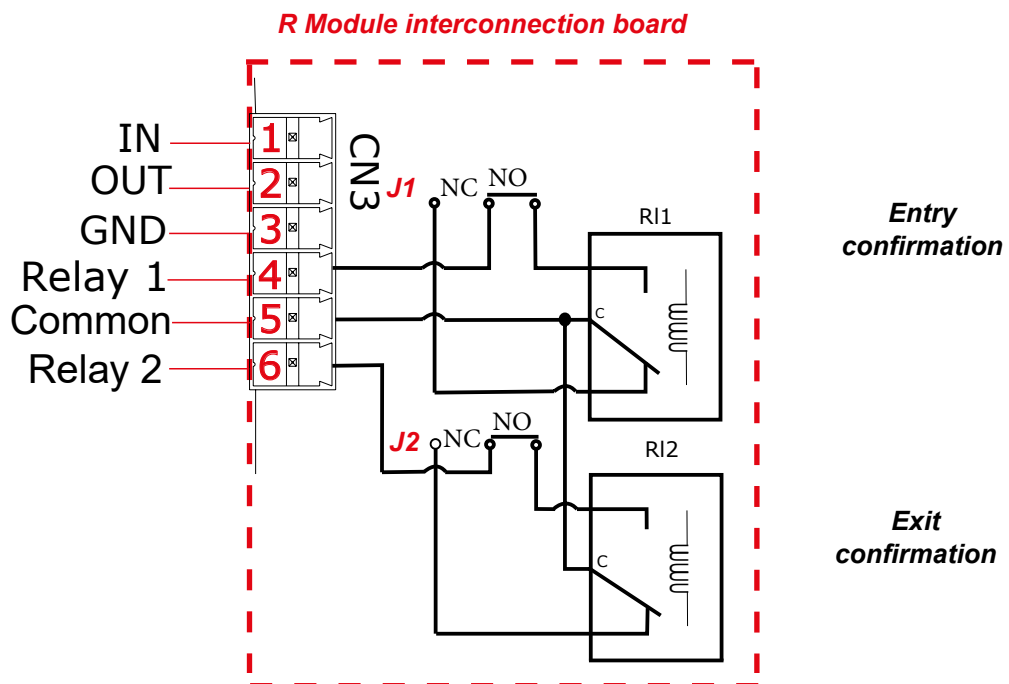 R Module interconnection board
IN
OUT
GND
Relay 1
Common
Relay 2
1
2
3
4
5
6
CN3
J1
NC
NO
Rl1
C
Entry
confirmation
J2
NC
NO
Rl2
C
Exit
confirmation